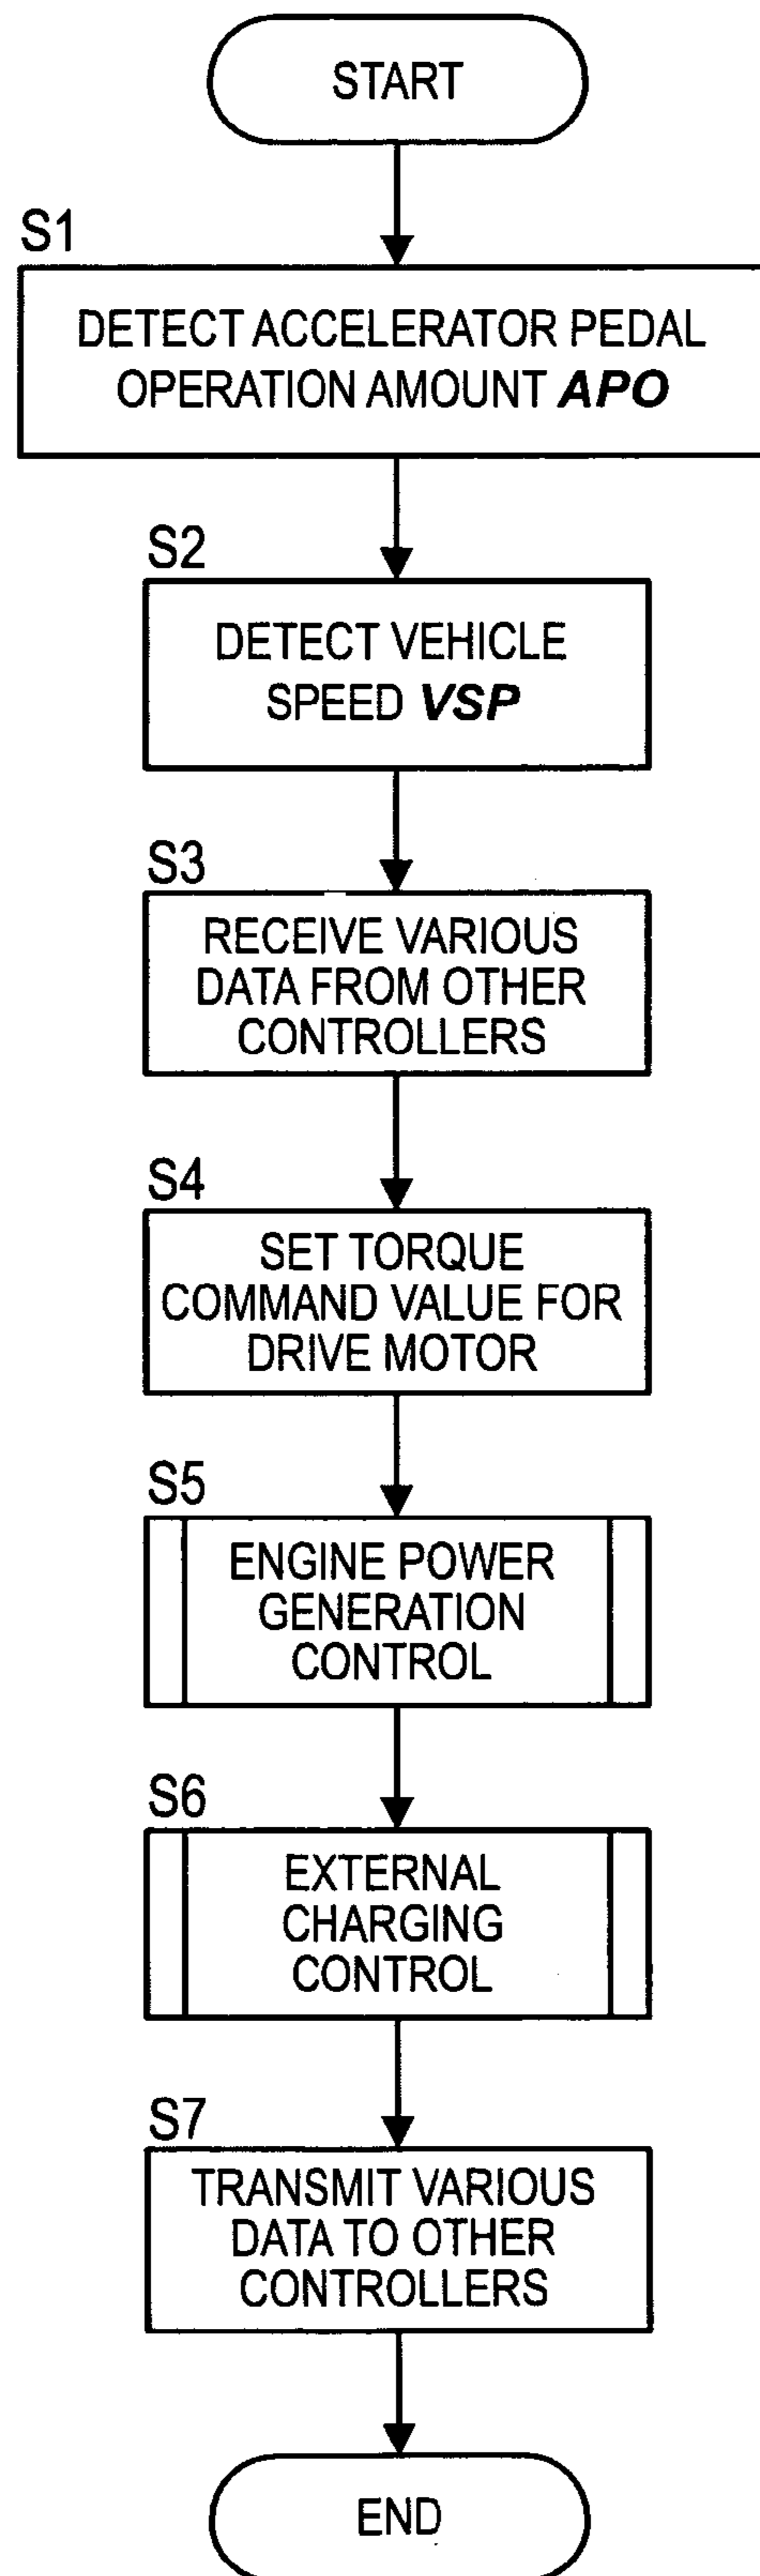 START
S1
DETECT ACCELERATOR PEDAL
OPERATION AMOUNT APO
S2
DETECT VEHICLE
SPEED VSP
S3
RECEIVE VARIOUS
DATA FROM OTHER
CONTROLLERS
S4
SET TORQUE
COMMAND VALUE FOR
DRIVE MOTOR
S5
ENGINE POWER
GENERATION
CONTROL
S6
EXTERNAL
CHARGING
CONTROL
S7
TRANSMIT VARIOUS
DATA TO OTHER
CONTROLLERS
END